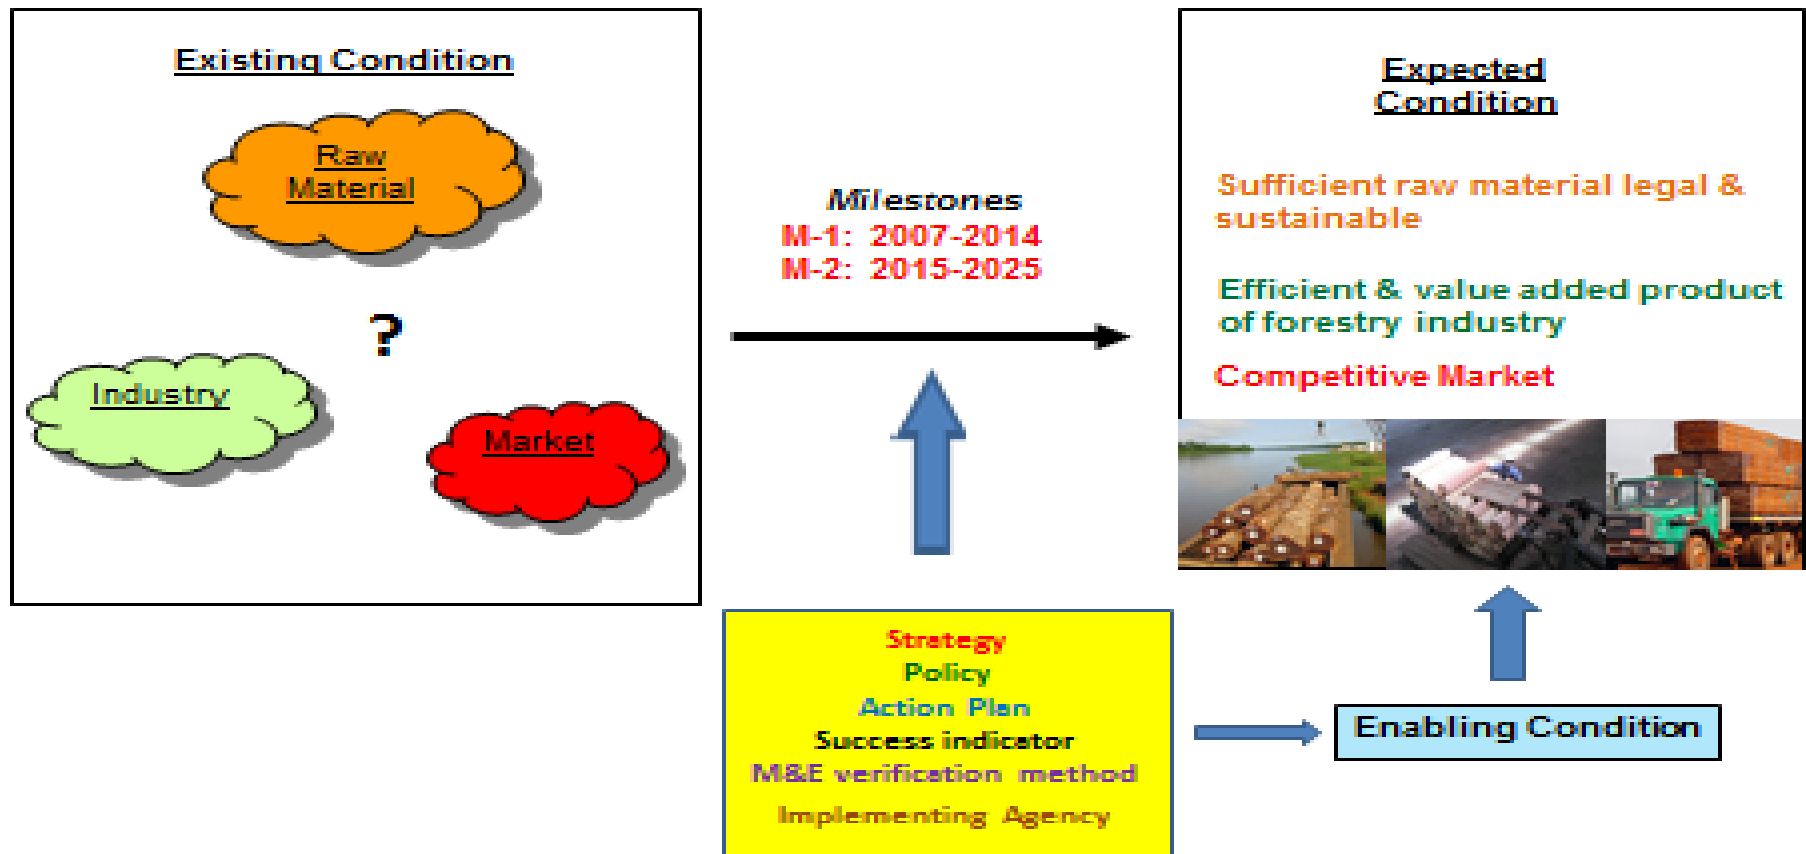 Existing Condition
Raw
Material
?
Industry
Market
Milestones
M-1: 2007-2014
M-2: 2015-2025
Expected
Condition
Sufficient raw material legal &
sustainable
Efficient & value added product
of forestry industry
Competitive Market
Strategy
Policy
Action Plan
Success indicator
M&E verification method
Implementing Agency
Enabling Condition